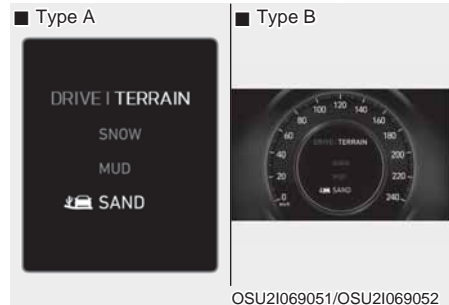 ■ Type A
DRIVE I TERRAIN
SNOW
MUD
SAND
■ Type B
0
20
40
60
80
100
120
140
160
180
200
220
240
DRIVE I TERRAIN
SNOW
MUD
SAND
OSU2I069051/OSU2I069052